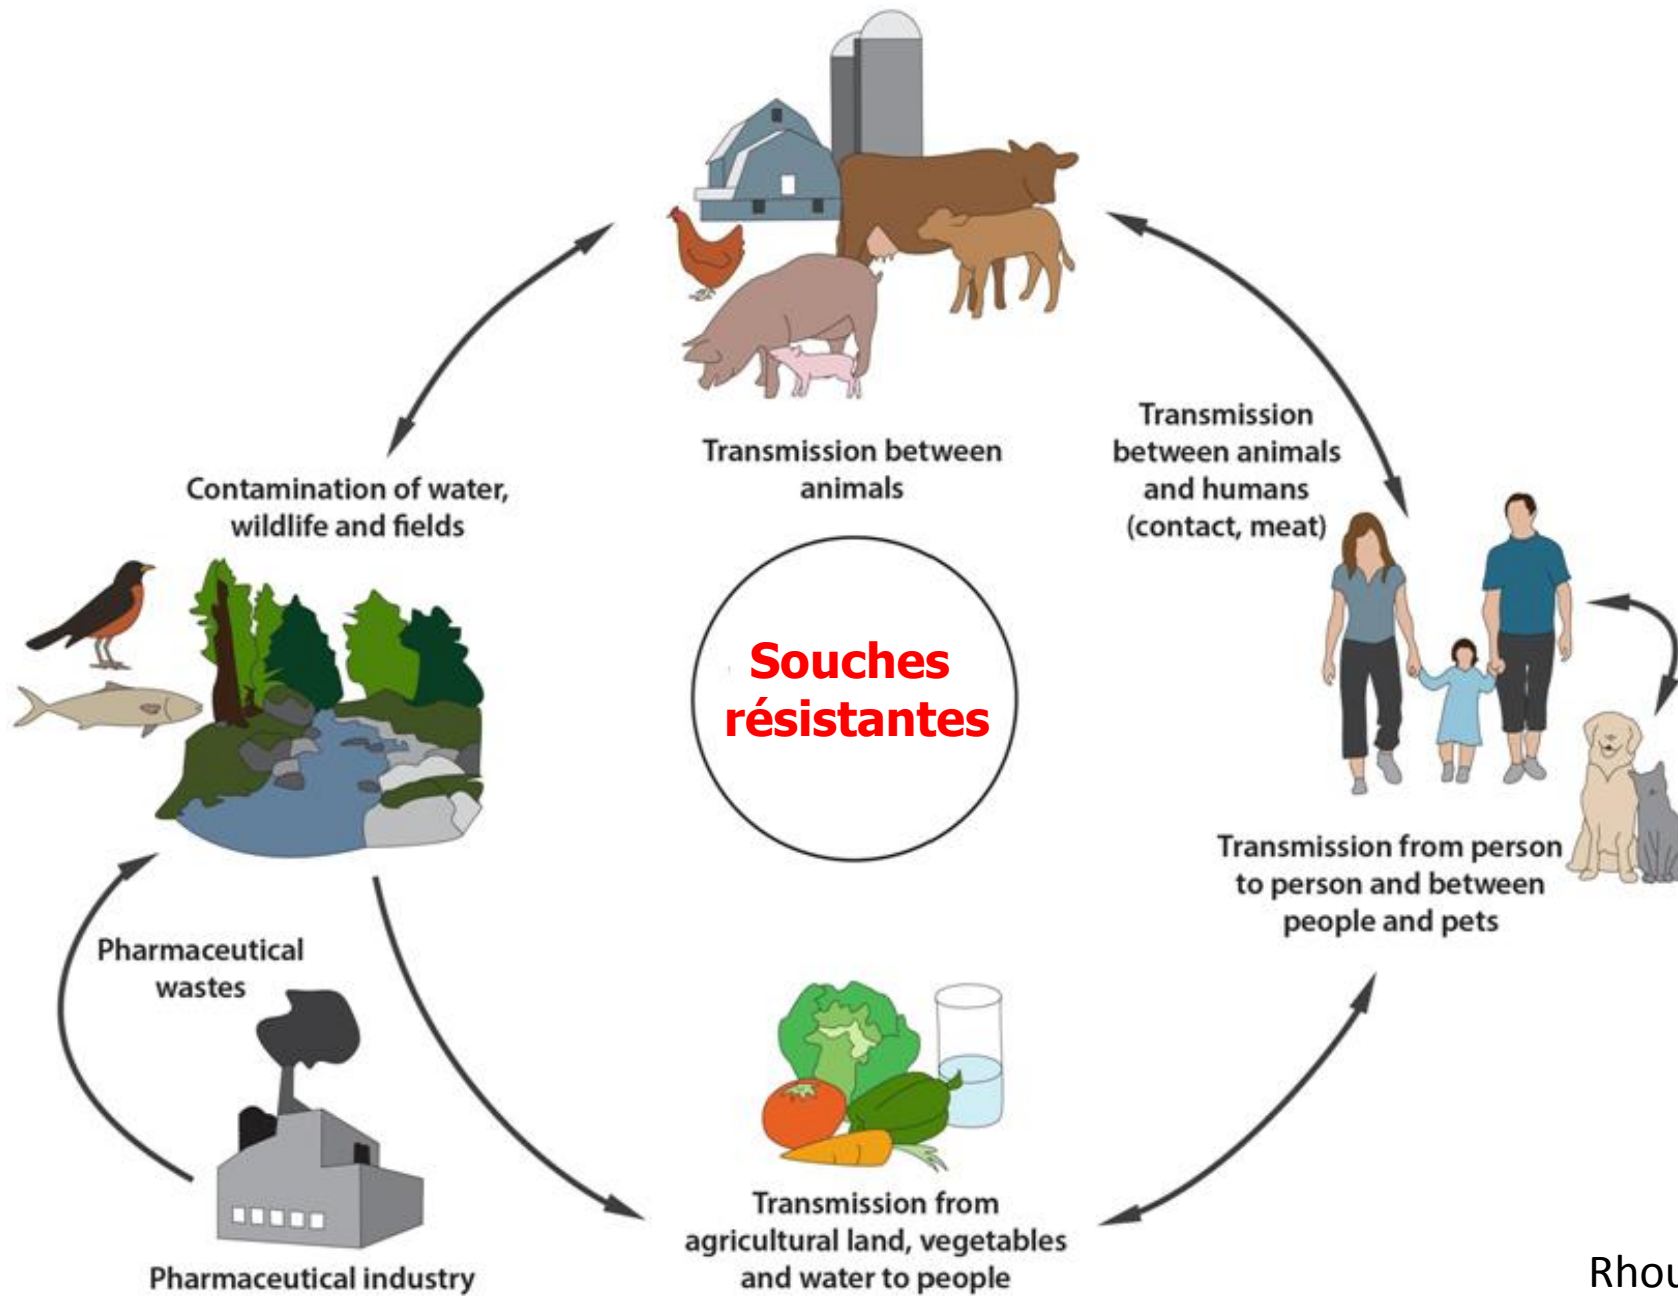 Transmission between
animals
Transmission
between animals
and humans
(contact, meat)
Contamination of water,
wildlife and fields
Souches
résistantes
Transmission from person
to person and between
people and pets
Pharmaceutical
wastes
Pharmaceutical industry
Transmission from
agricultural land, vegetables
and water to people